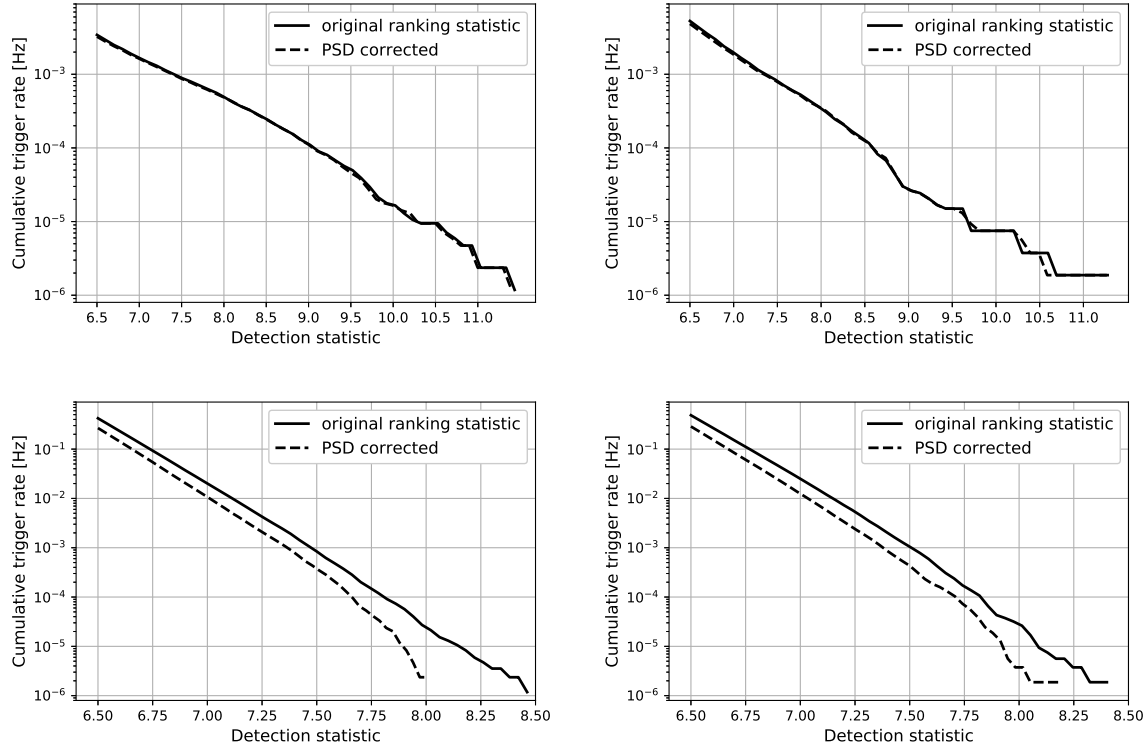 original ranking statistic
PSD corrected
Cumulative trigger rate [Hz]
10⁻³
10⁻⁴
10⁻⁵
10⁻⁶
6.5 7.0 7.5 8.0 8.5 9.0 9.5 10.0 10.5 11.0
Detection statistic
original ranking statistic
PSD corrected
Cumulative trigger rate [Hz]
10⁻³
10⁻⁴
10⁻⁵
10⁻⁶
6.5 7.0 7.5 8.0 8.5 9.0 9.5 10.0 10.5 11.0
Detection statistic
original ranking statistic
PSD corrected
Cumulative trigger rate [Hz]
10⁻¹
10⁻²
10⁻³
10⁻⁴
10⁻⁵
10⁻⁶
6.50 6.75 7.00 7.25 7.50 7.75 8.00 8.25 8.50
Detection statistic
original ranking statistic
PSD corrected
Cumulative trigger rate [Hz]
10⁻¹
10⁻²
10⁻³
10⁻⁴
10⁻⁵
10⁻⁶
6.50 6.75 7.00 7.25 7.50 7.75 8.00 8.25 8.50
Detection statistic